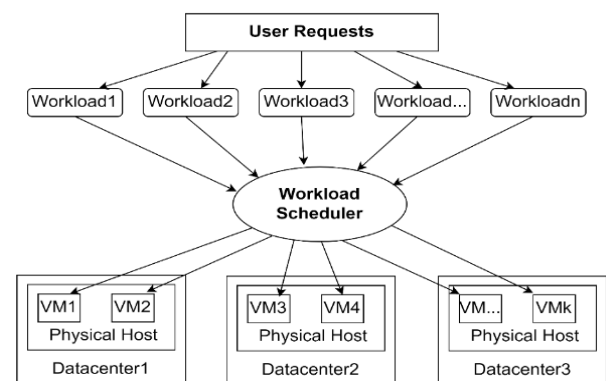 User Requests
Workload1 Workload2 Workload3 Workload... Workloadn
Workload
Scheduler
VM1 VM2 VM3 VM4 VM... VMk
Physical Host Physical Host Physical Host
Datacenter1 Datacenter2 Datacenter3